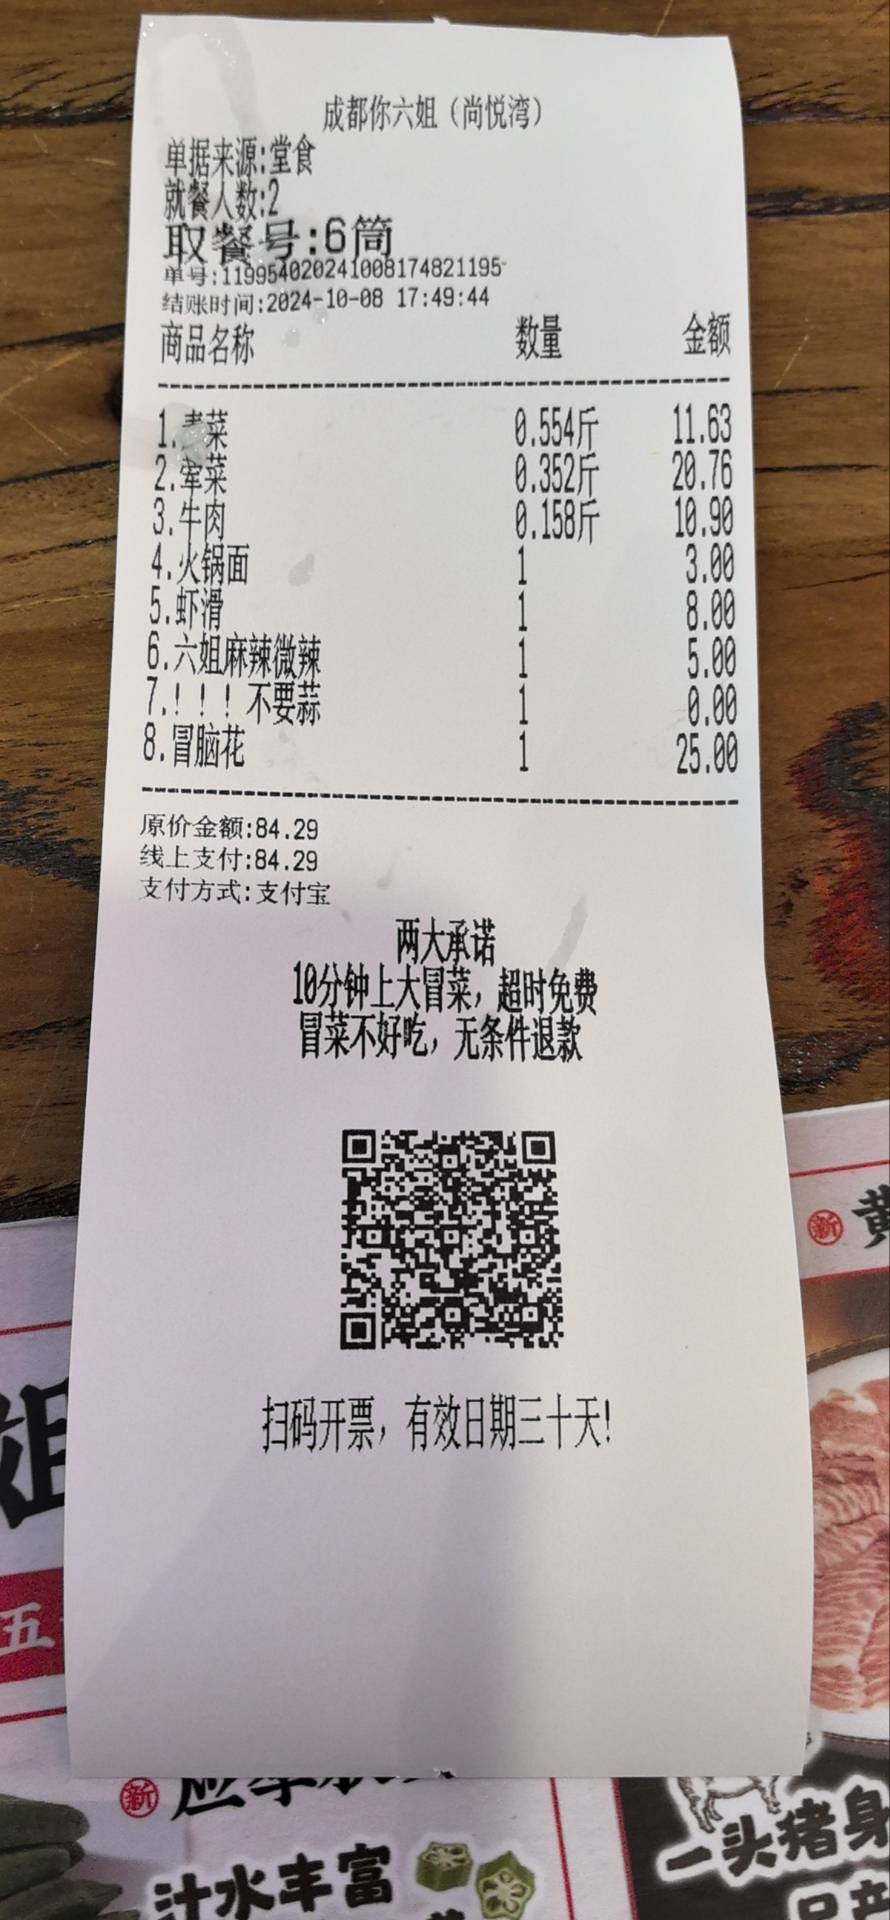 成都你六姐（尚悦湾）
单据来源:堂食
就餐人数:2
取餐号:6筒
单号:119954020241008174821195
结账时间:2024-10-08 17:49:44
商品名称 数量 金额
1.素菜 0.554斤 11.63
2.荤菜 0.352斤 20.76
3.牛肉 0.158斤 10.90
4.火锅面 1 3.00
5.虾滑 1 8.00
6.六姐麻辣微辣 1 5.00
7.！！！不要蒜 1 0.00
8.冒脑花 1 25.00
原价金额:84.29
线上支付:84.29
支付方式:支付宝
两大承诺
10分钟上大冒菜，超时免费
冒菜不好吃，无条件退款
扫码开票，有效日期三十天!
新 黄
姐
五
新
汁水丰富
一头猪身